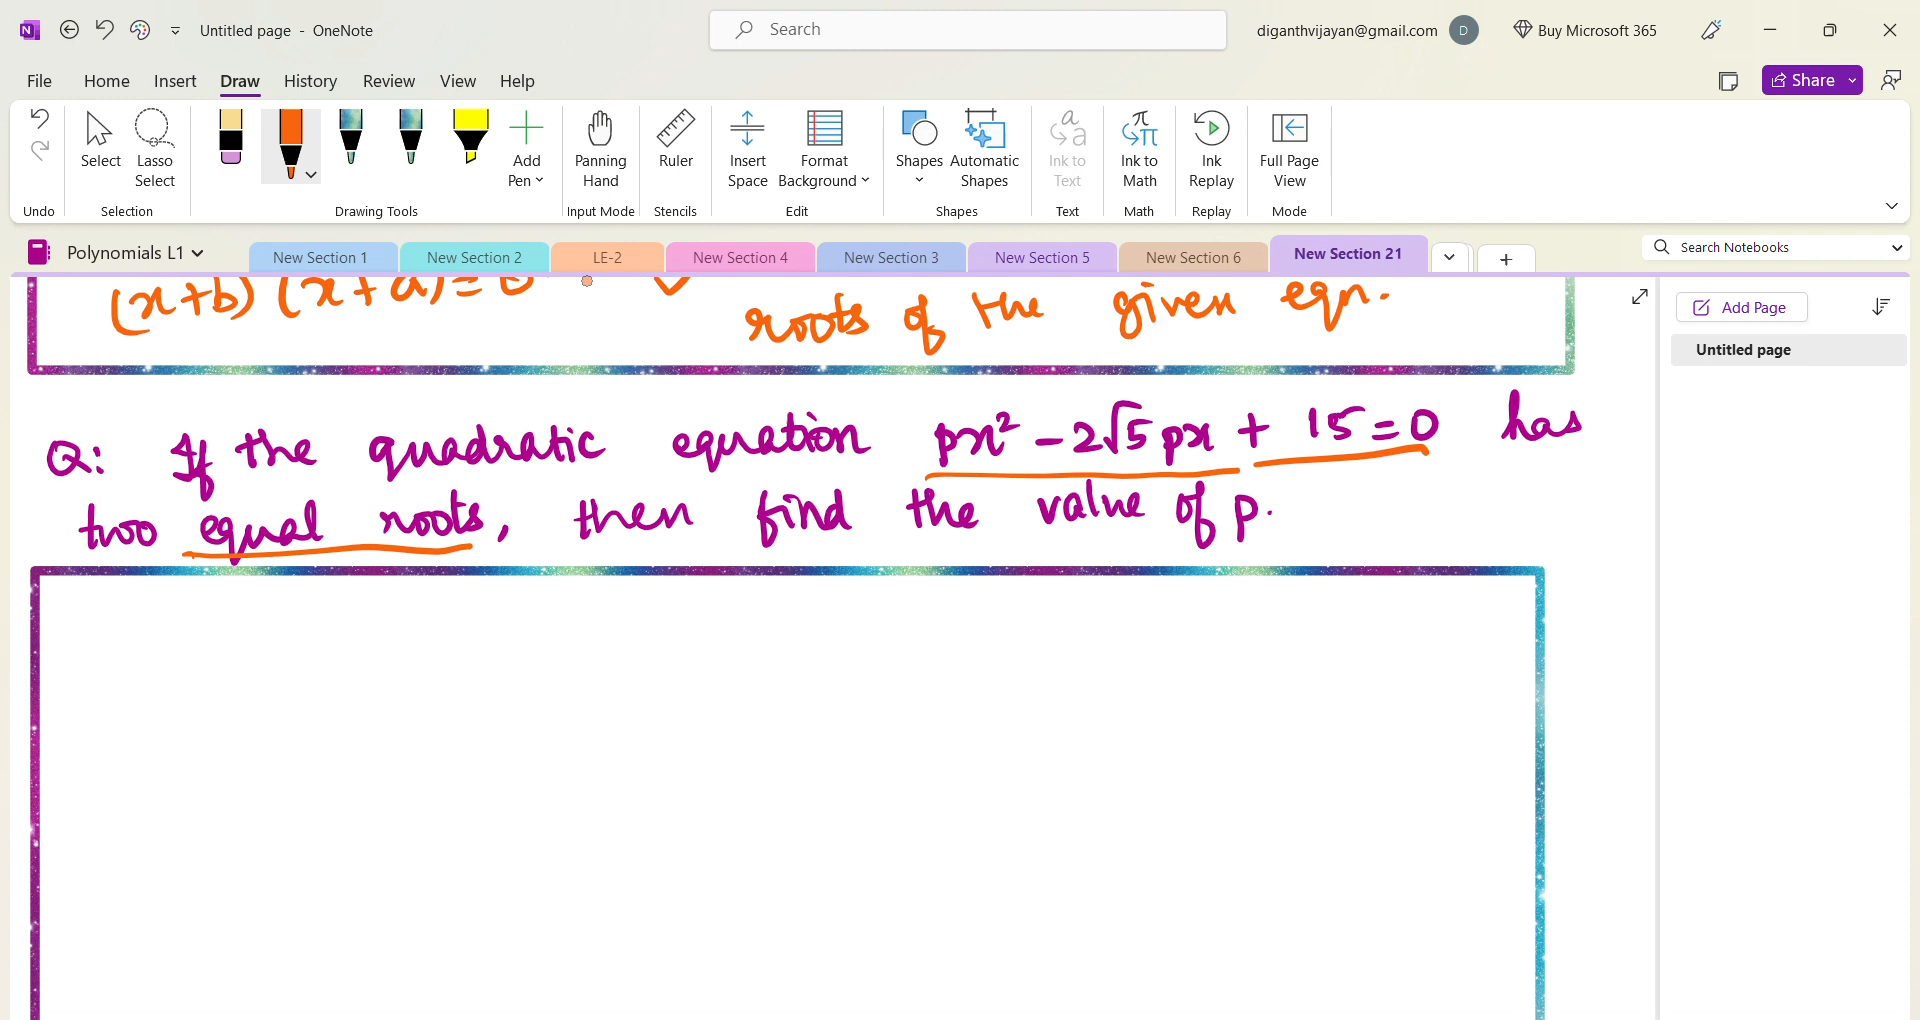 Untitled page - OneNote
Search
diganthvijayan@gmail.com
D
Buy Microsoft 365
File Home Insert Draw History Review View Help
Share
Select
Lasso Select
Add Pen
Panning Hand
Ruler
Insert Space
Format Background
Shapes
Automatic Shapes
Ink to Text
Ink to Math
Ink Replay
Full Page View
Undo Selection Drawing Tools Input Mode Stencils Edit Shapes Text Math Replay Mode
Polynomials L1
New Section 1 New Section 2 LE-2 New Section 4 New Section 3 New Section 5 New Section 6 New Section 21
Search Notebooks
Add Page
Untitled page
(x+b) (x+a)=0
roots of the given eqn.
Q: If the quadratic equation px² - 2√5 px + 15 = 0 has
two equal roots, then find the value of p.